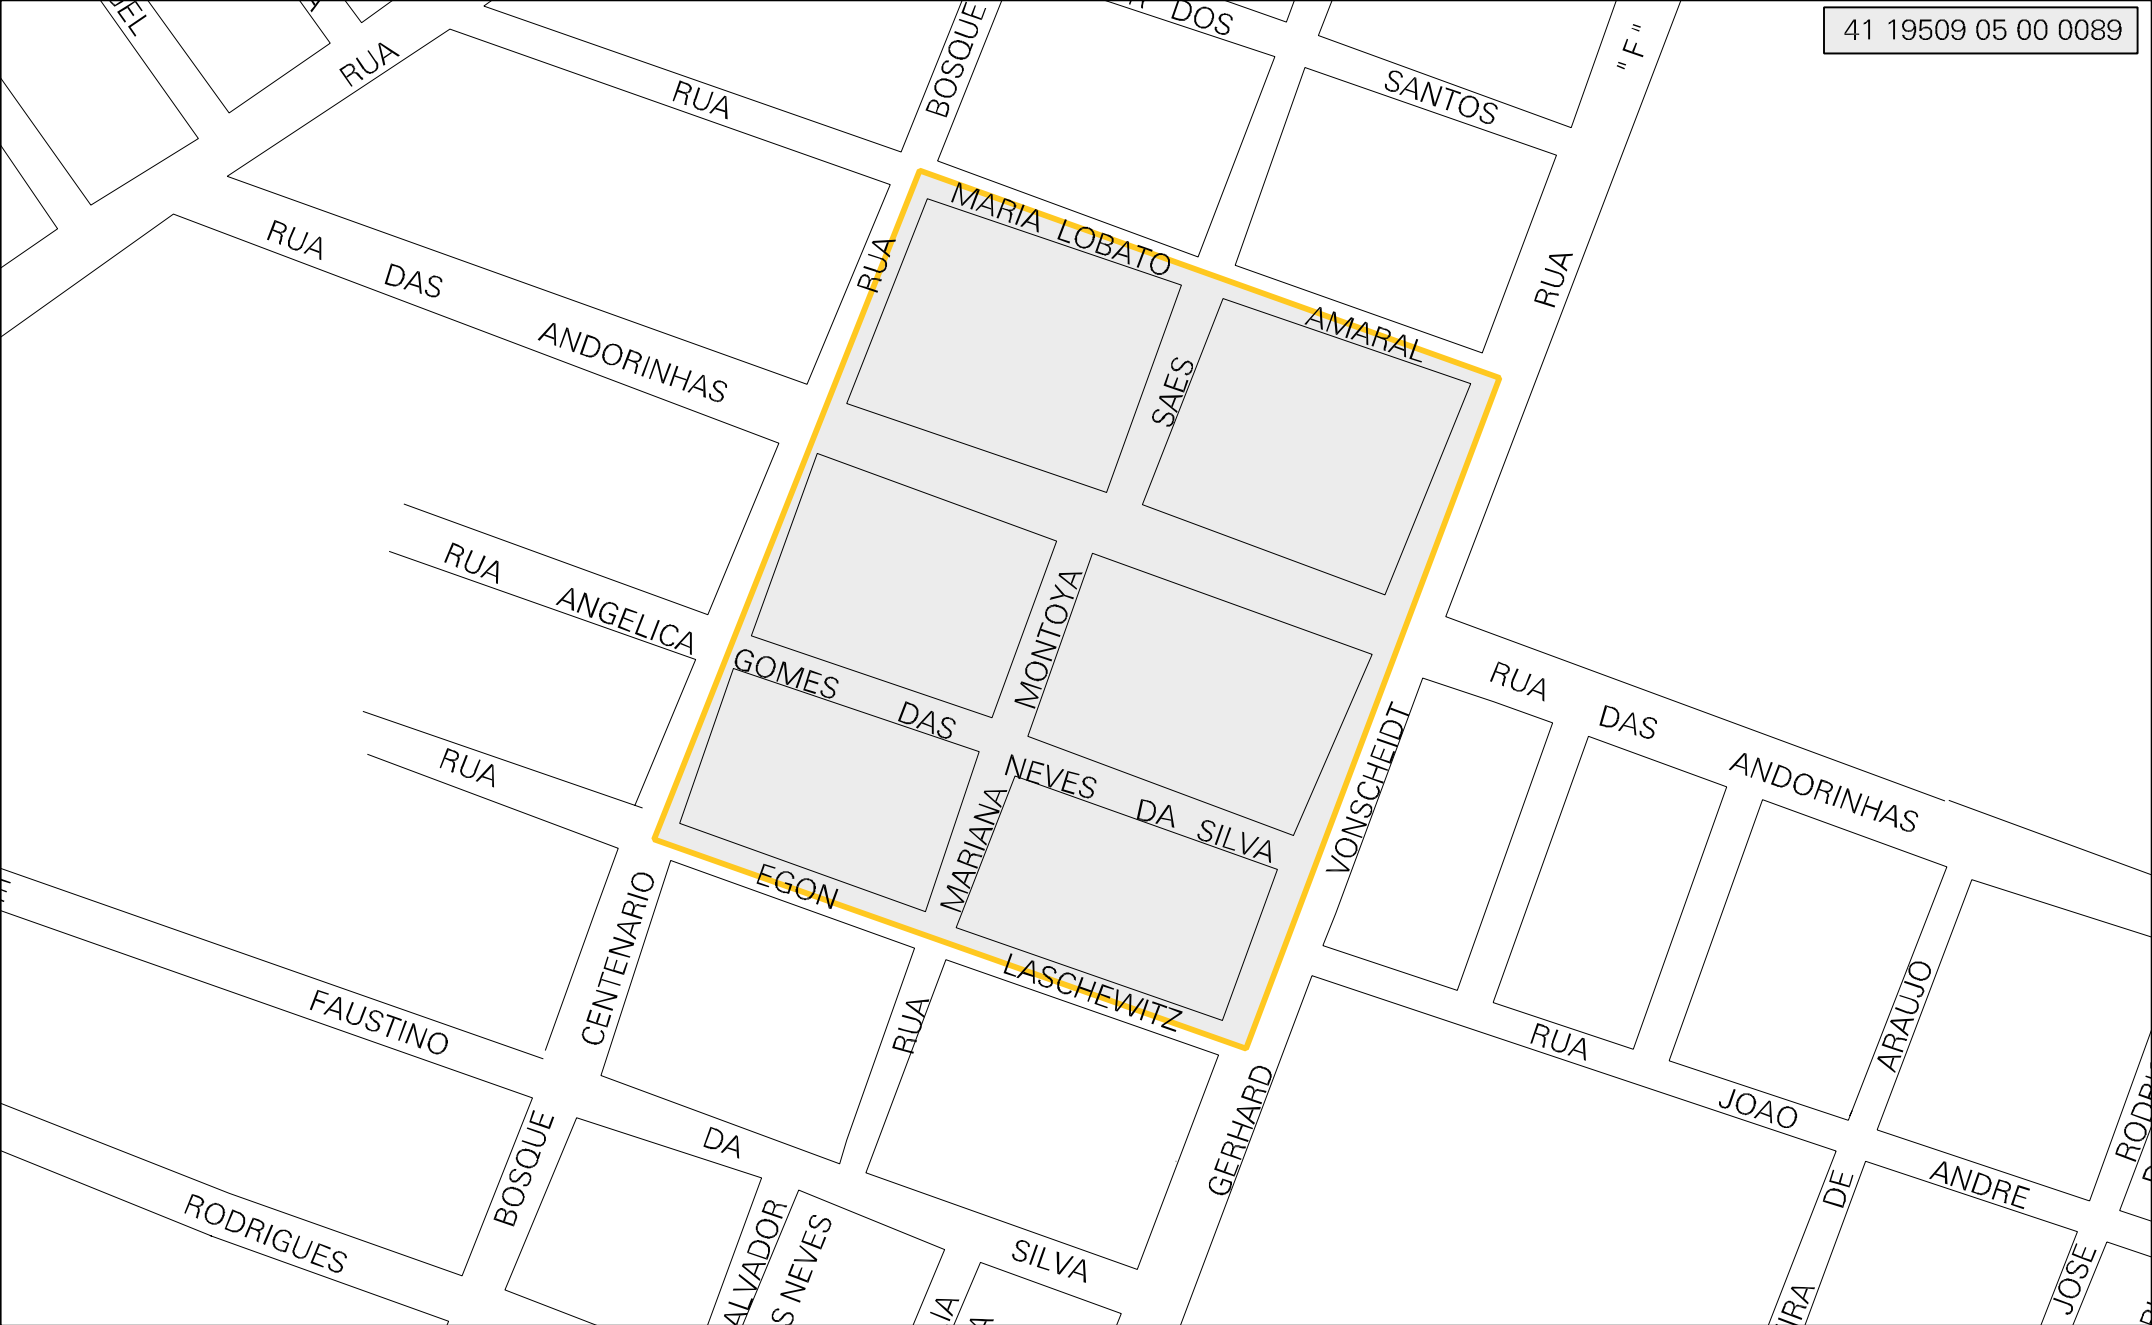 41 19509 05 00 0089
RUA
RUA
BOSQUE
DOS
SANTOS
"F"
RUA DAS ANDORINHAS
RUA
MARIA LOBATO AMARAL
RUA
SAES
RUA ANGELICA
MONTOYA
GOMES DAS NEVES DA SILVA
RUA
VONSCHEIDT
RUA DAS ANDORINHAS
MARIANA
EGON LASCHEWITZ
CENTENARIO
RUA
FAUSTINO
DA
SILVA
GERHARD
RUA JOAO ANDRE
ARAUJO
DE
BOSQUE
RODRIGUES
NEVES
JOSE